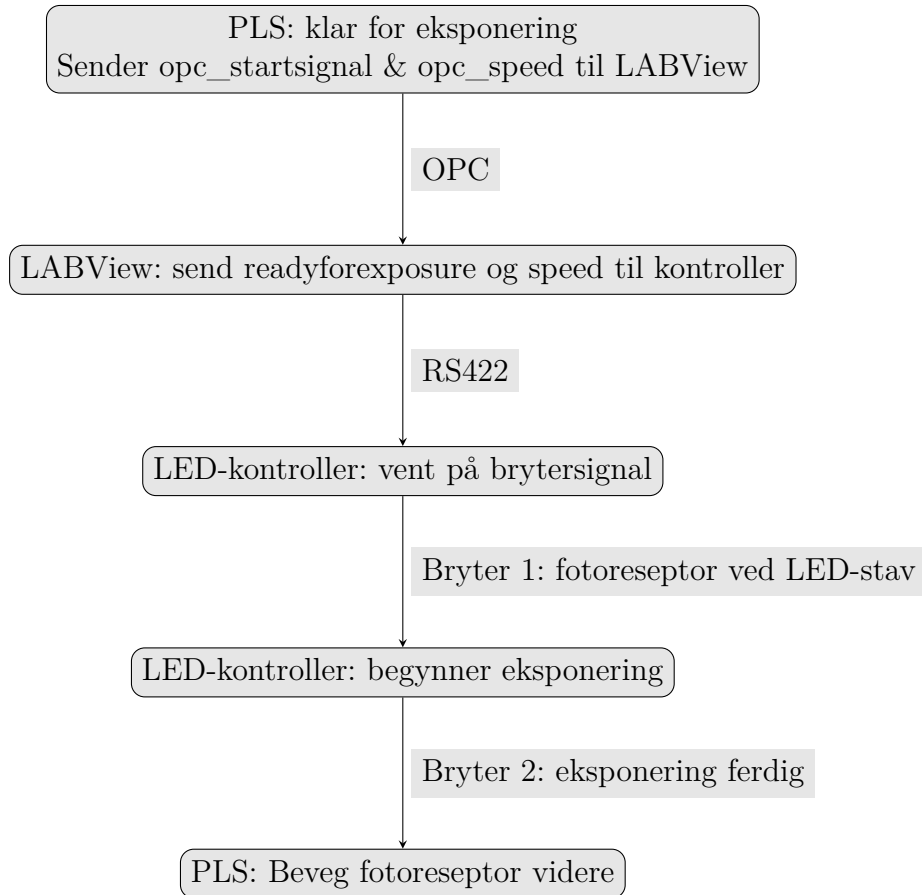 PLS: klar for eksponering
Sender opc_startsignal & opc_speed til LABView
OPC
LABView: send readyforexposure og speed til kontroller
RS422
LED-kontroller: vent på brytersignal
Bryter 1: fotoreseptor ved LED-stav
LED-kontroller: begynner eksponering
Bryter 2: eksponering ferdig
PLS: Beveg fotoreseptor videre